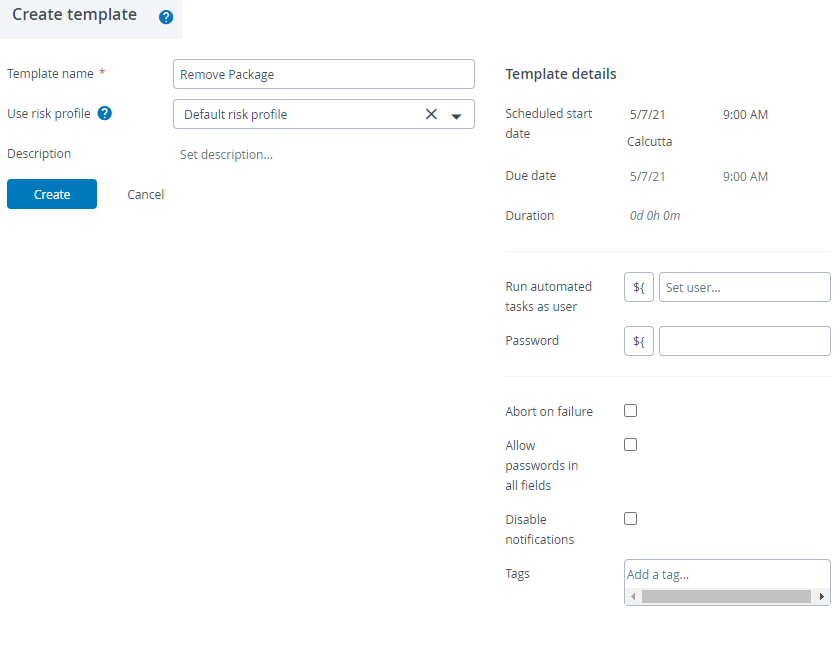 Create template ?
Template name * Remove Package
Use risk profile ? Default risk profile
Description Set description...
Create Cancel
Template details
Scheduled start date 5/7/21 9:00 AM
Calcutta
Due date 5/7/21 9:00 AM
Duration 0d 0h 0m
Run automated
tasks as user ${ Set user...
Password ${
Abort on failure
Allow
passwords in
all fields
Disable
notifications
Tags Add a tag...